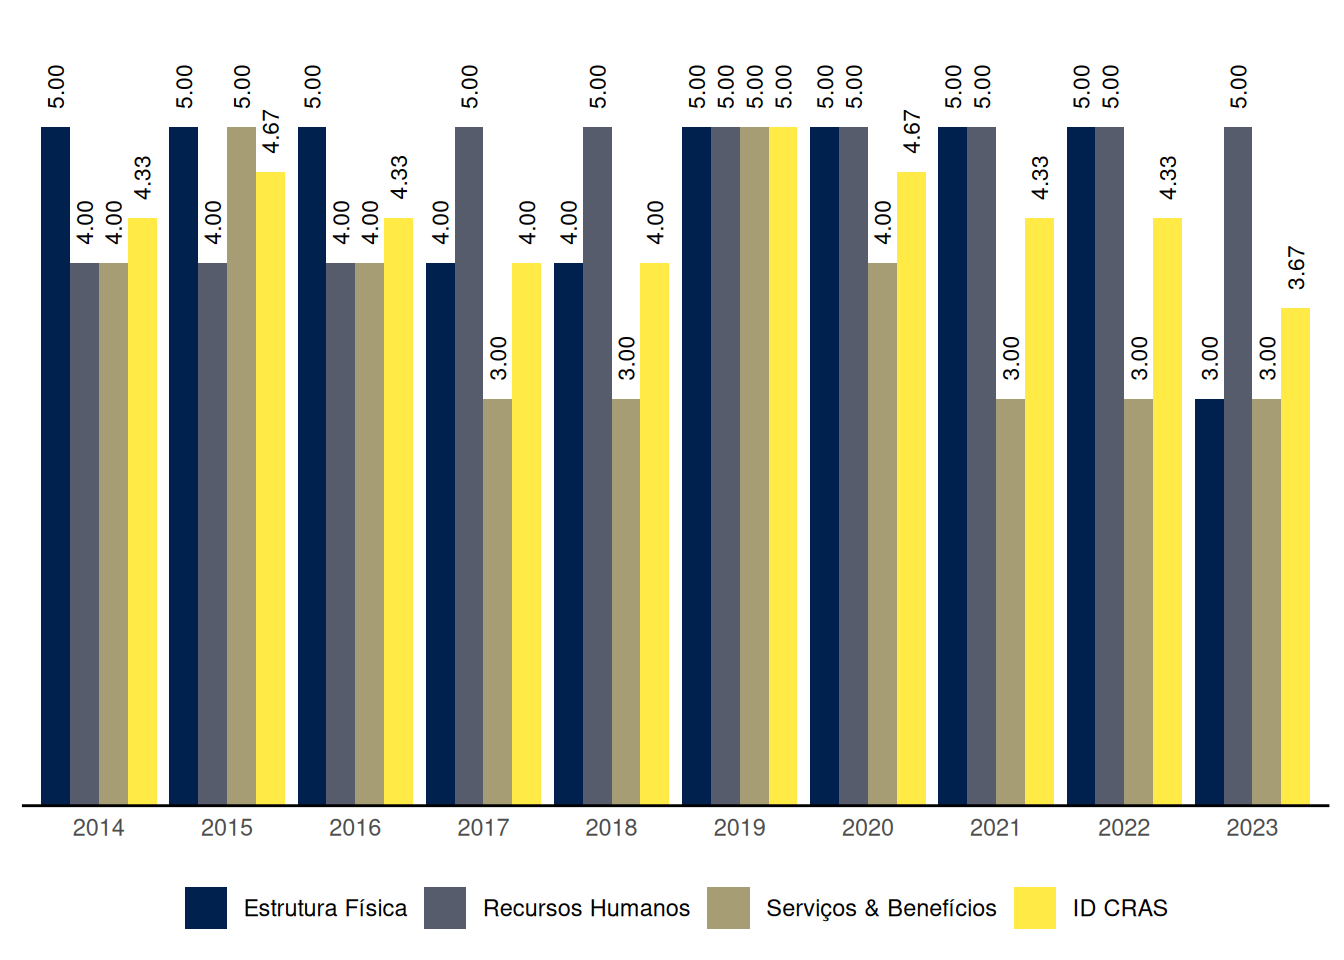 5.00 4.00 4.00 4.33
5.00 4.00 5.00 4.67
5.00 4.00 4.00 4.33
4.00 5.00 3.00 4.00
4.00 5.00 3.00 4.00
5.00 5.00 5.00 5.00
5.00 5.00 4.00 4.67
5.00 5.00 3.00 4.33
5.00 5.00 3.00 4.33
3.00 5.00 3.00 3.67
2014 2015 2016 2017 2018 2019 2020 2021 2022 2023
Estrutura Física Recursos Humanos Serviços & Benefícios ID CRAS